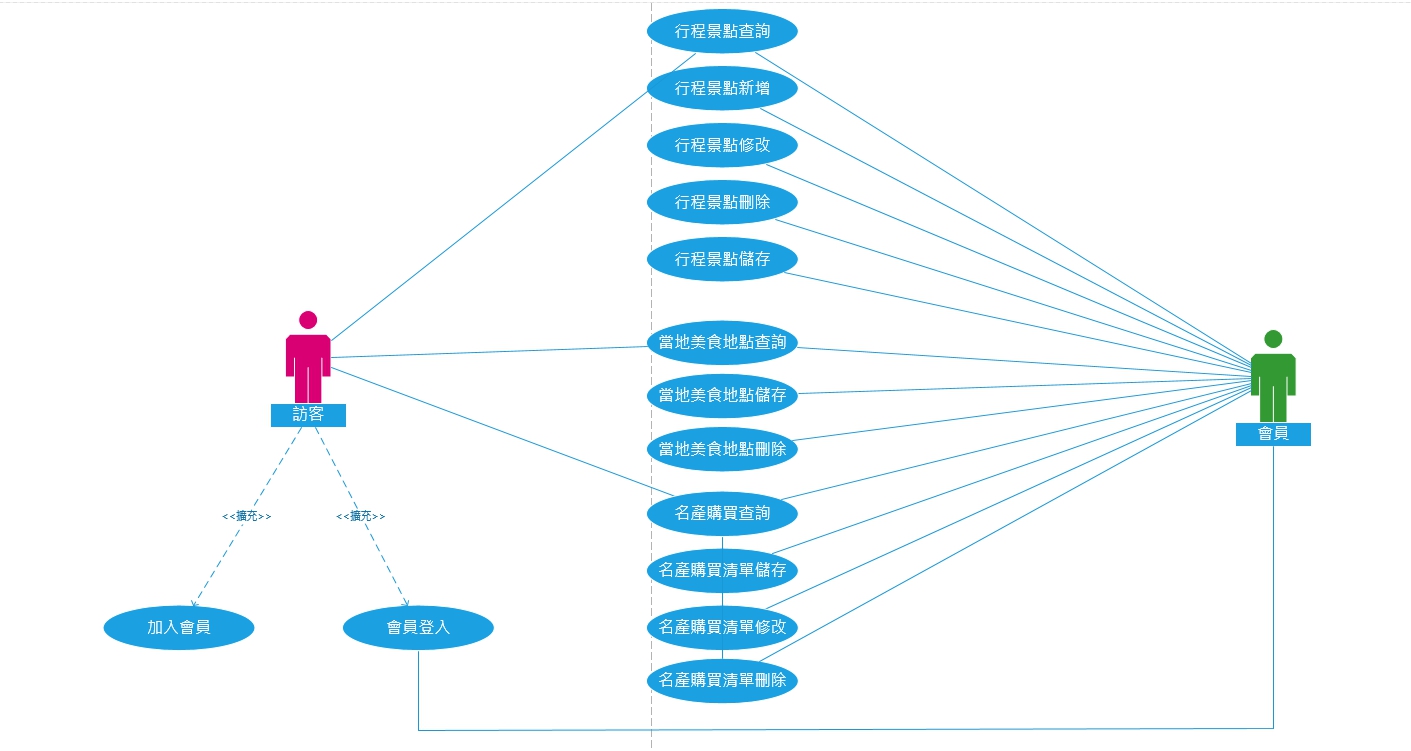 行程景點查詢
行程景點新增
行程景點修改
行程景點刪除
行程景點儲存
當地美食地點查詢
當地美食地點儲存
當地美食地點刪除
名產購買查詢
名產購買清單儲存
名產購買清單修改
名產購買清單刪除
訪客
會員
<<擴充>>
<<擴充>>
加入會員
會員登入